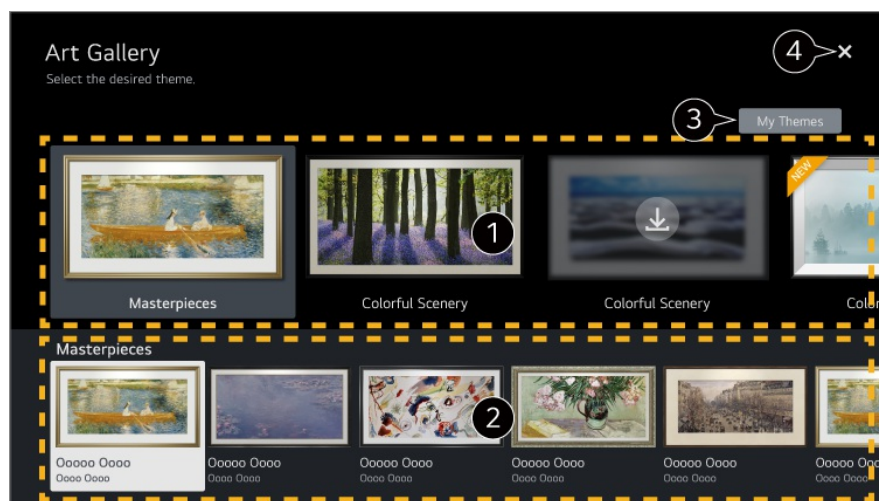 Art Gallery
Select the desired theme.
4
3
My Themes
NEW
1
Masterpieces
Colorful Scenery
Colorful Scenery
Masterpieces
2
Ooooo Oooo
Oooo Oooo
Ooooo Oooo
Oooo Oooo
Ooooo Oooo
Oooo Oooo
Ooooo Oooo
Oooo Oooo
Ooooo Oooo
Oooo Oooo
Oooo Oooo